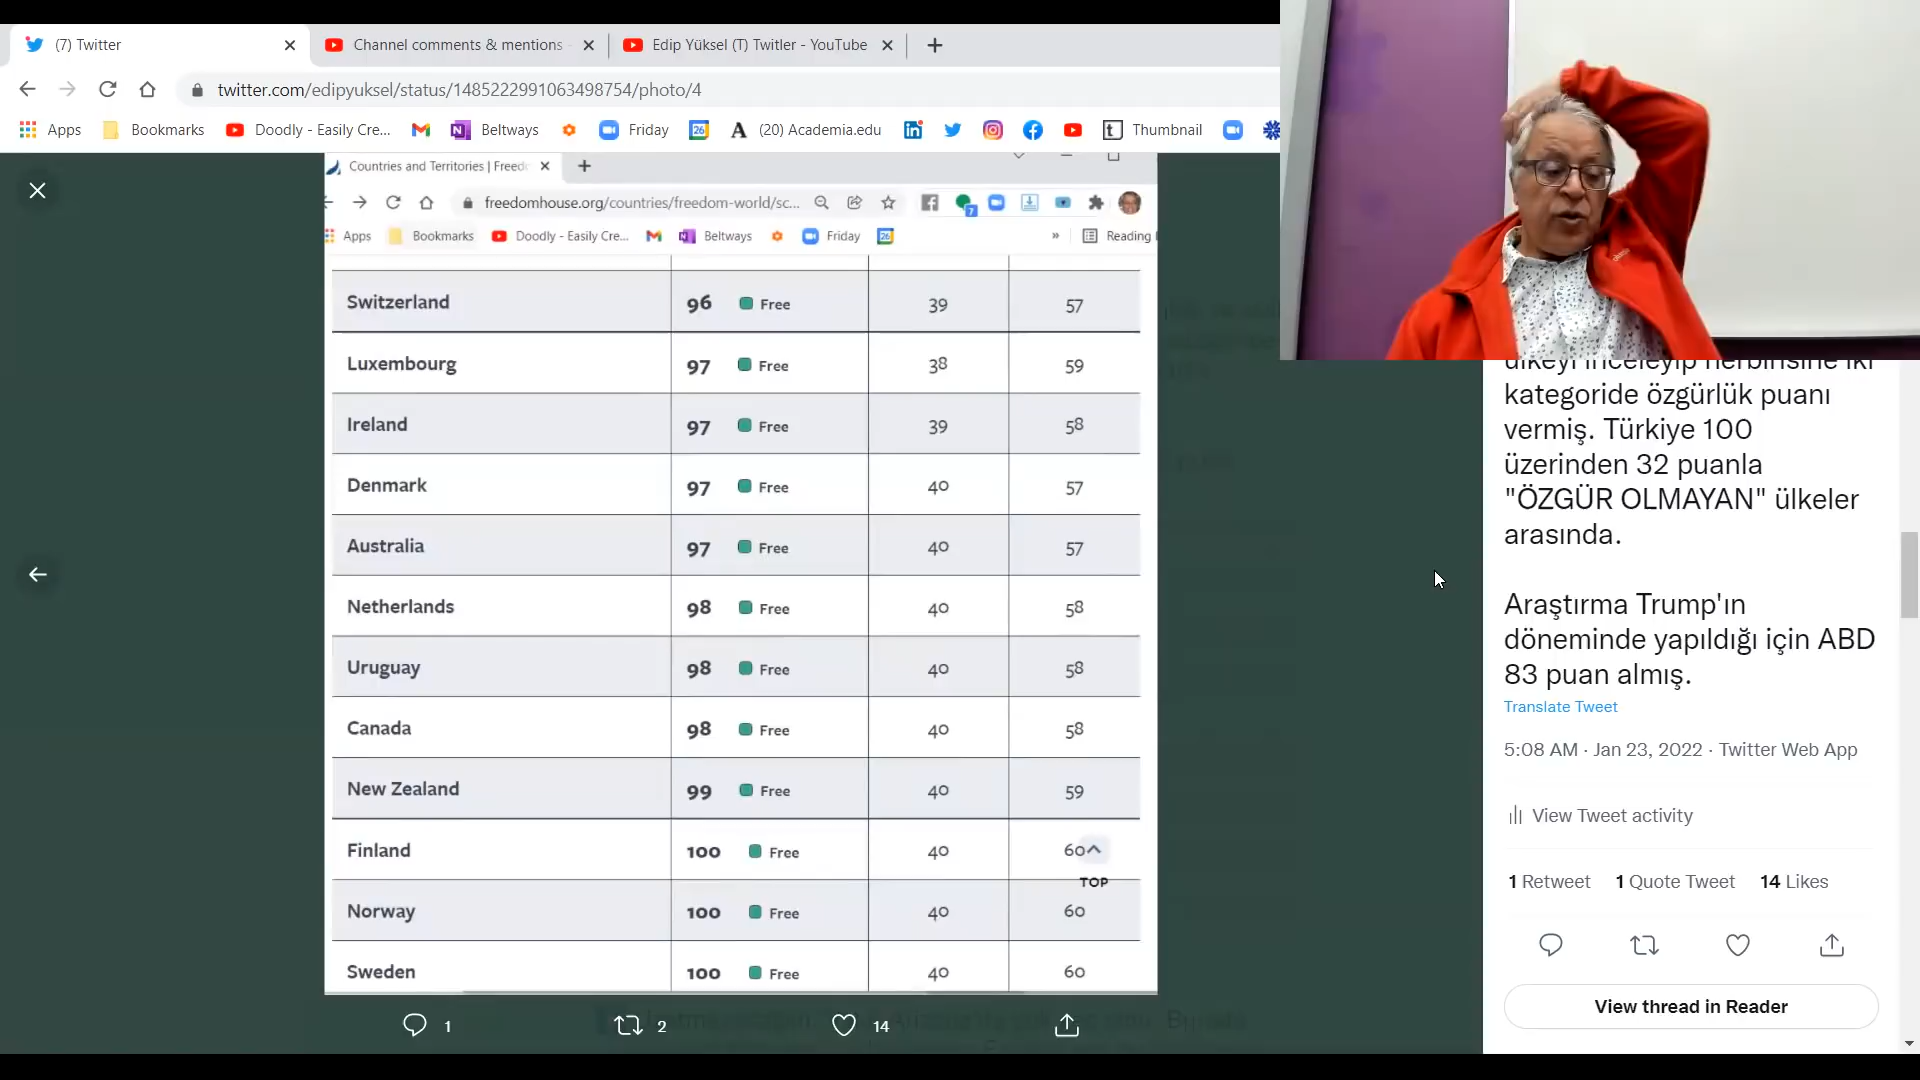 (7) Twitter
Channel comments & mentions
Edip Yüksel (T) Twitler - YouTube
twitter.com/edipyuksel/status/1485222991063498754/photo/4
Apps Bookmarks Doodly - Easily Cre... Beltways Friday 26 (20) Academia.edu Thumbnail
Countries and Territories | Freed
freedomhouse.org/countries/freedom-world/sc...
7
Apps Bookmarks Doodly - Easily Cre... Beltways Friday 26 » Reading
Switzerland 96 Free 39 57
Luxembourg 97 Free 38 59
Ireland 97 Free 39 58
Denmark 97 Free 40 57
Australia 97 Free 40 57
Netherlands 98 Free 40 58
Uruguay 98 Free 40 58
Canada 98 Free 40 58
New Zealand 99 Free 40 59
Finland 100 Free 40 60
TOP
Norway 100 Free 40 60
Sweden 100 Free 40 60
1 2 14
ülkeyi inceleyip herbirisine iki
kategoride özgürlük puanı
vermiş. Türkiye 100
üzerinden 32 puanla
"ÖZGÜR OLMAYAN" ülkeler
arasında.
Araştırma Trump'ın
döneminde yapıldığı için ABD
83 puan almış.
Translate Tweet
5:08 AM · Jan 23, 2022 · Twitter Web App
View Tweet activity
1 Retweet 1 Quote Tweet 14 Likes
View thread in Reader